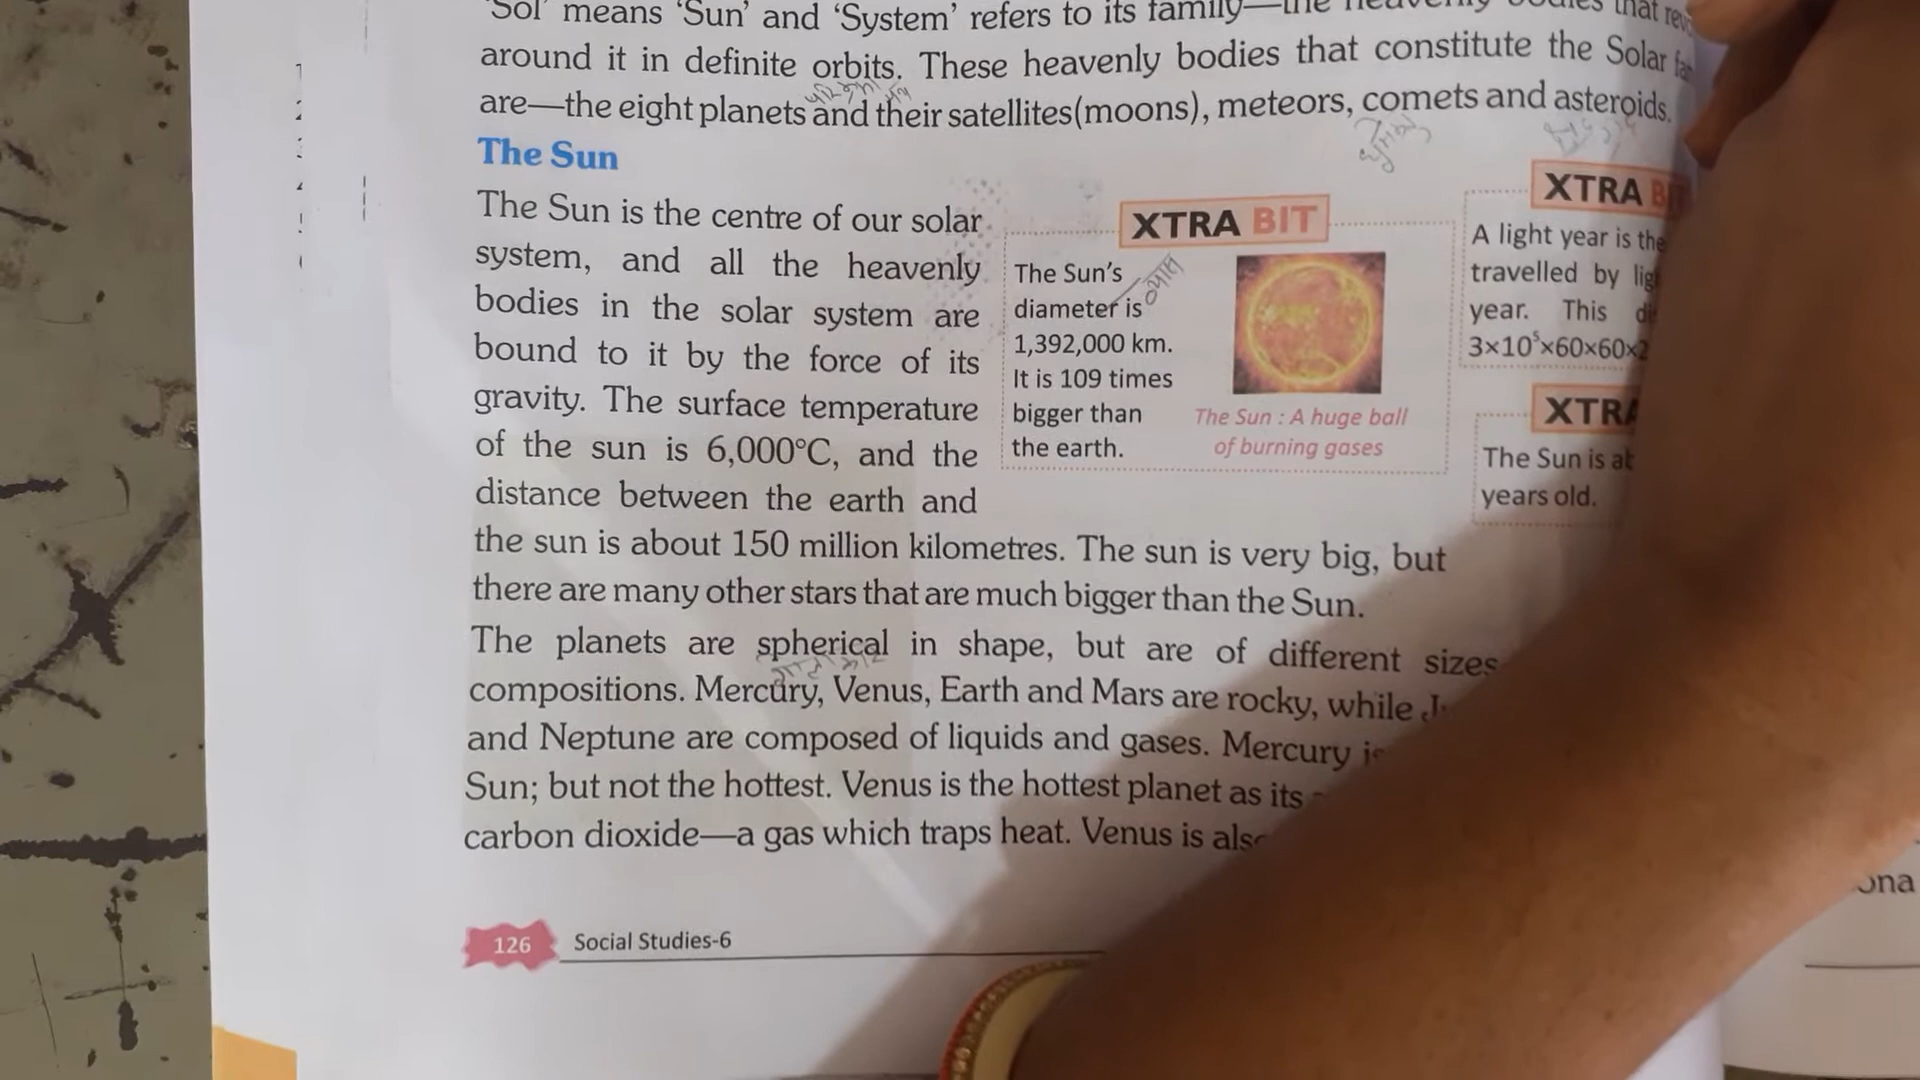 'Sol' means 'Sun' and 'System' refers to its family—the heavenly bodies that
around it in definite orbits. These heavenly bodies that constitute the Solar
are—the eight planets and their satellites(moons), meteors, comets and asteroids.
The Sun
The Sun is the centre of our solar
system, and all the heavenly
bodies in the solar system are
bound to it by the force of its
gravity. The surface temperature
of the sun is 6,000°C, and the
distance between the earth and
the sun is about 150 million kilometres. The sun is very big, but
there are many other stars that are much bigger than the Sun.
XTRA BIT
The Sun's
diameter is
व्यास
1,392,000 km.
It is 109 times
bigger than
the earth.
The Sun : A huge ball
of burning gases
XTRA
A light year is the
travelled by
year. This
3×10⁵×60×60×2
XTRA
The Sun is
years old.
The planets are spherical in shape, but are of different sizes
compositions. Mercury, Venus, Earth and Mars are rocky, while
and Neptune are composed of liquids and gases. Mercury
Sun; but not the hottest. Venus is the hottest planet as its
carbon dioxide—a gas which traps heat. Venus is
126 Social Studies-6